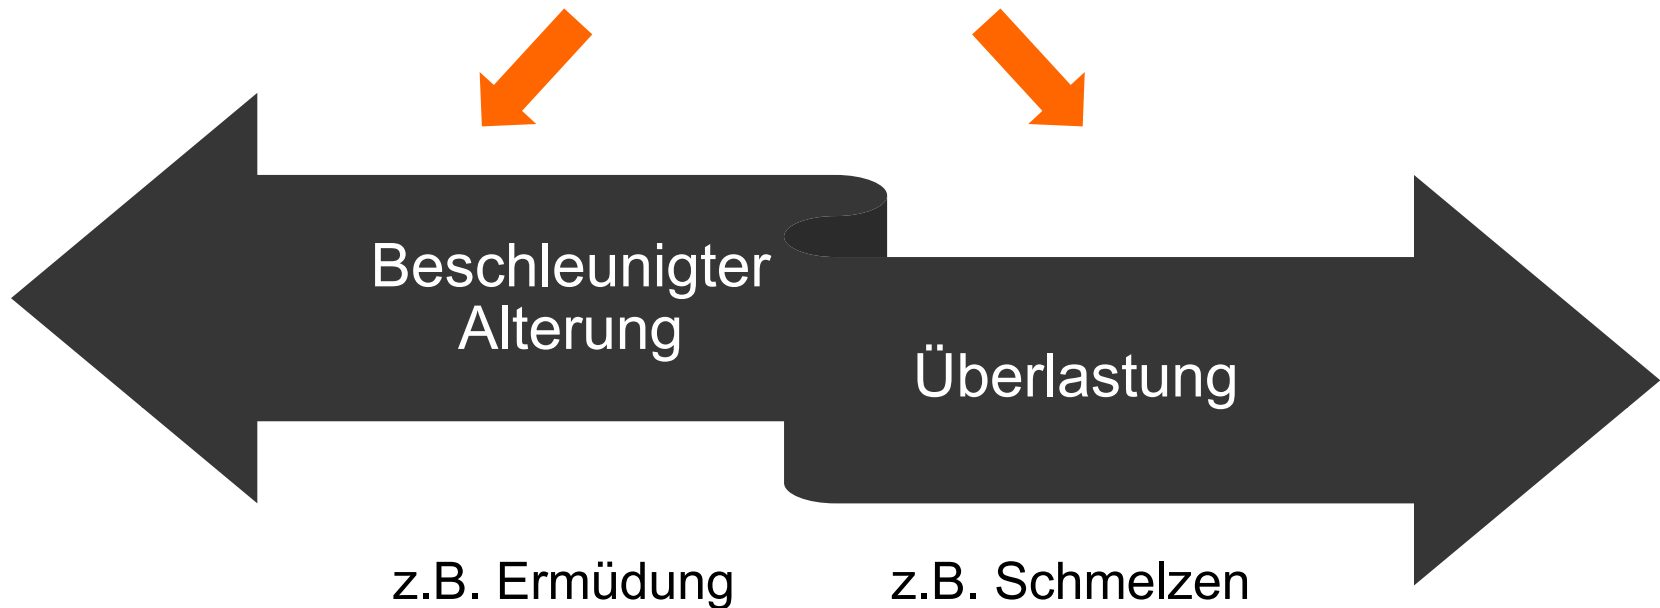 Beschleunigter
Alterung
Überlastung
z.B. Ermüdung
z.B. Schmelzen